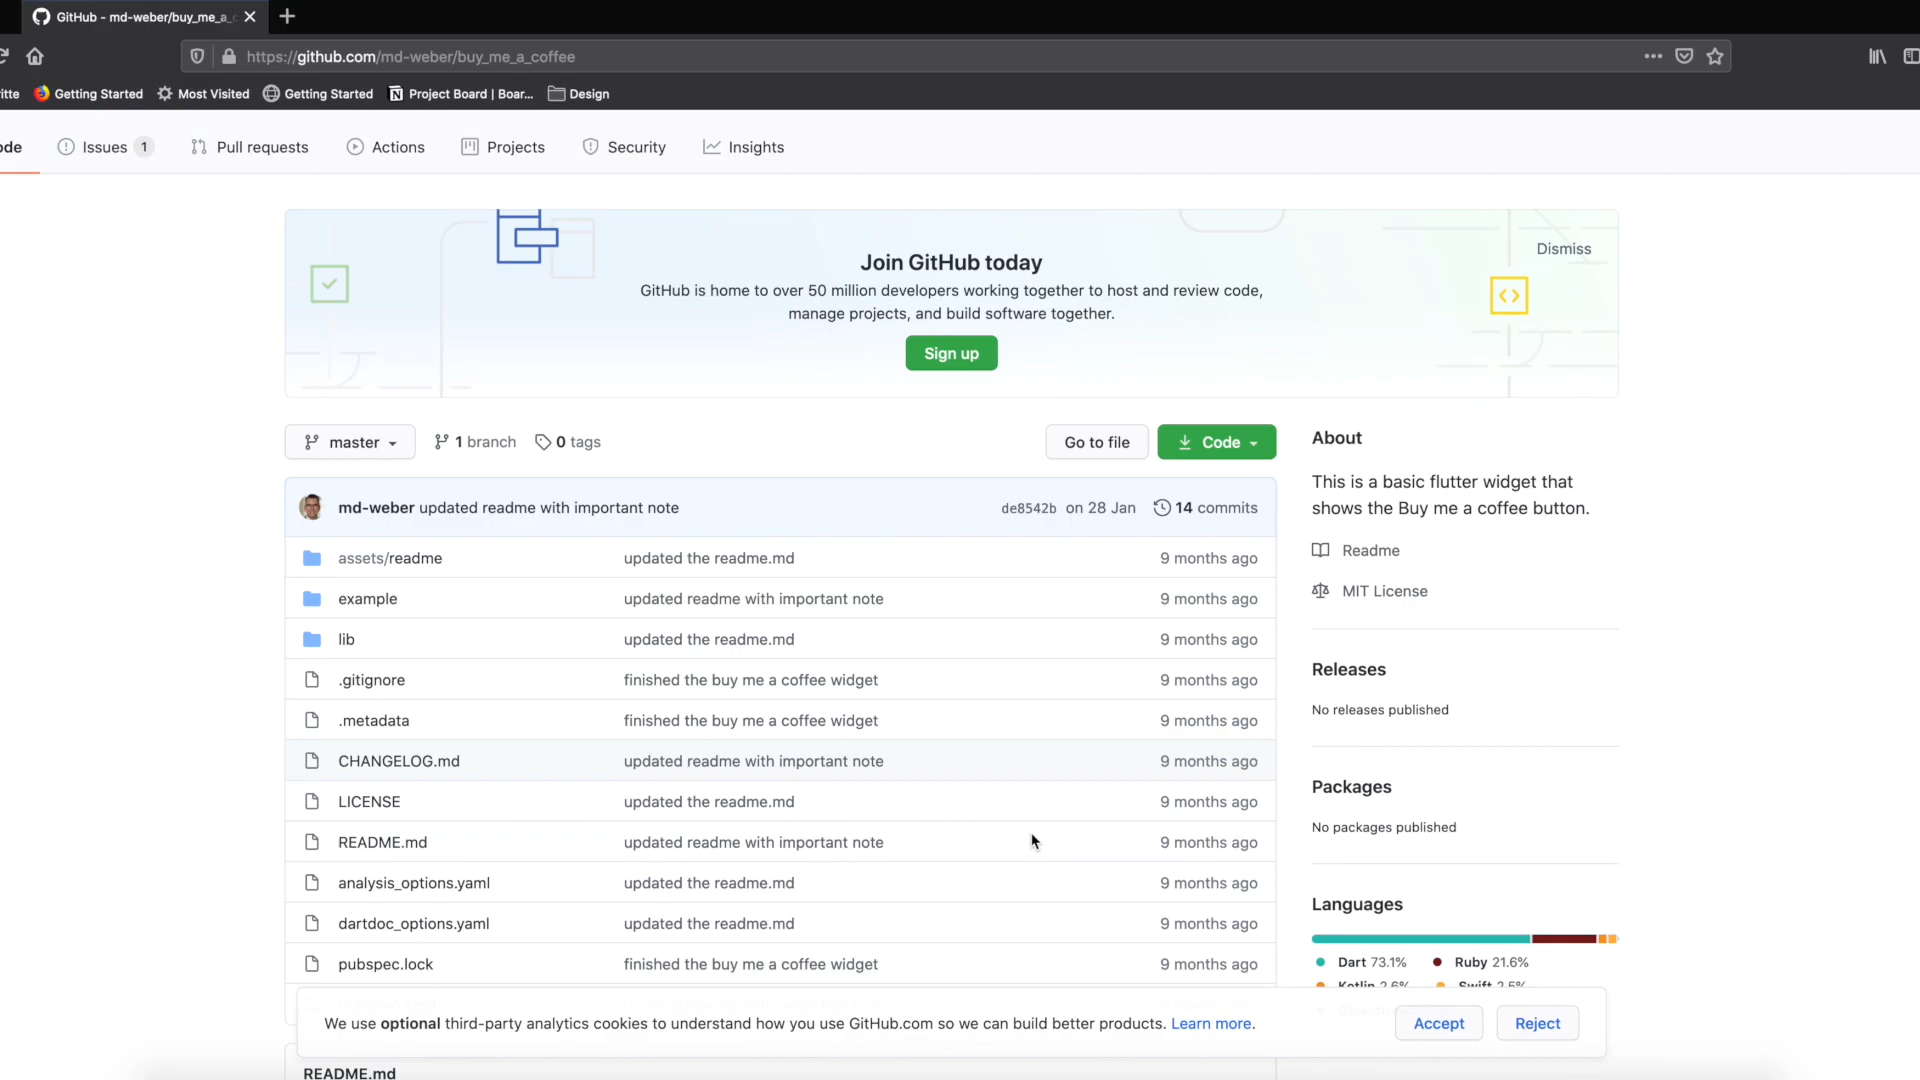 GitHub - md-weber/buy_me_a_c
https://github.com/md-weber/buy_me_a_coffee
itte Getting Started Most Visited Getting Started Project Board | Boar... Design
ode Issues 1 Pull requests Actions Projects Security Insights
Dismiss
Join GitHub today
GitHub is home to over 50 million developers working together to host and review code,
manage projects, and build software together.
Sign up
master 1 branch 0 tags Go to file Code
md-weber updated readme with important note de8542b on 28 Jan 14 commits
assets/readme updated the readme.md 9 months ago
example updated readme with important note 9 months ago
lib updated the readme.md 9 months ago
.gitignore finished the buy me a coffee widget 9 months ago
.metadata finished the buy me a coffee widget 9 months ago
CHANGELOG.md updated readme with important note 9 months ago
LICENSE updated the readme.md 9 months ago
README.md updated readme with important note 9 months ago
analysis_options.yaml updated the readme.md 9 months ago
dartdoc_options.yaml updated the readme.md 9 months ago
pubspec.lock finished the buy me a coffee widget 9 months ago
About
This is a basic flutter widget that
shows the Buy me a coffee button.
Readme
MIT License
Releases
No releases published
Packages
No packages published
Languages
Dart 73.1% Ruby 21.6%
Kotlin 2.6% Swift 2.5%
We use optional third-party analytics cookies to understand how you use GitHub.com so we can build better products. Learn more. Accept Reject
README.md